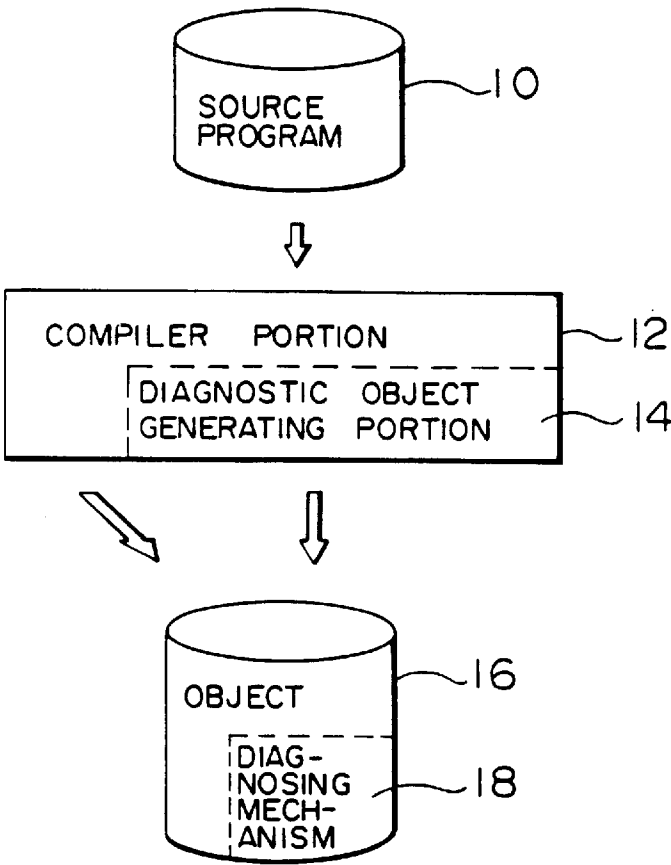 SOURCE
PROGRAM
10
COMPILER PORTION
12
DIAGNOSTIC OBJECT
GENERATING PORTION
14
OBJECT
16
DIAG-
NOSING
MECH-
ANISM
18